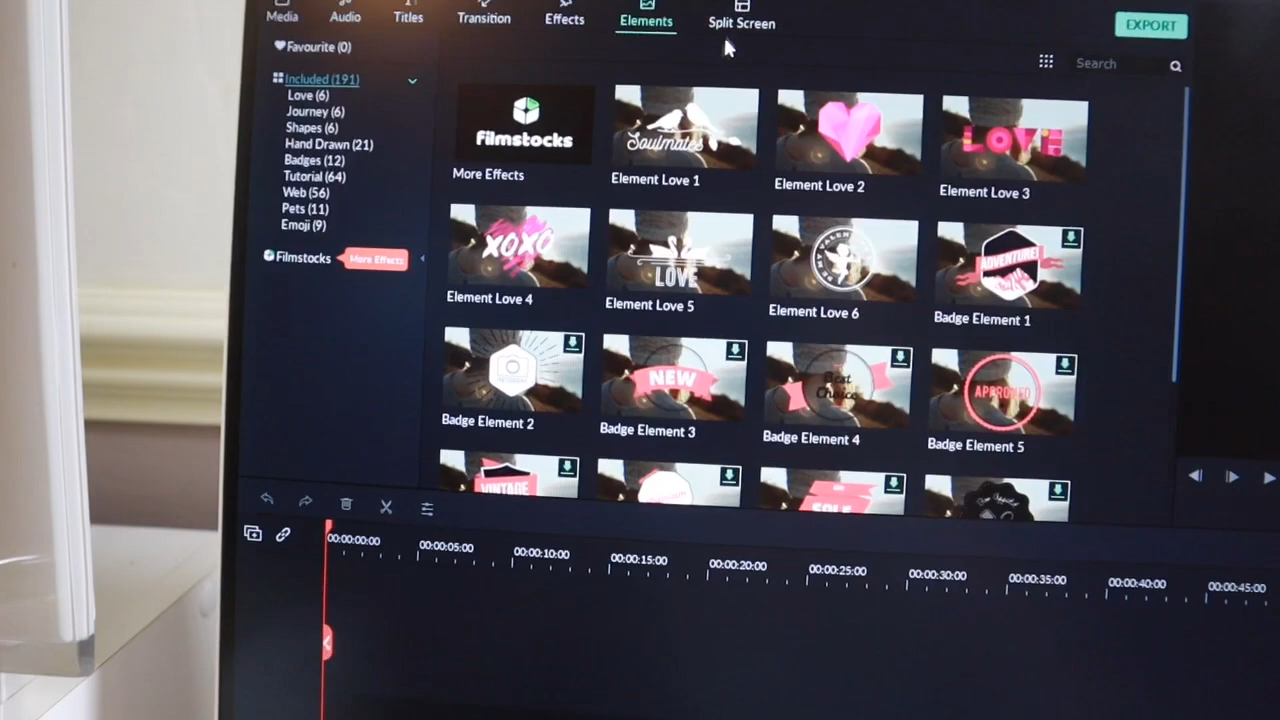 Media Audio Titles Transition Effects Elements Split Screen
EXPORT
Favourite (0)
Search
Included (191)
Love (6)
Journey (6)
Shapes (6)
Hand Drawn (21)
Badges (12)
Tutorial (64)
Web (56)
Pets (11)
Emoji (9)
Filmstocks More Effects
filmstocks
Soulmates
LOVE
More Effects Element Love 1 Element Love 2 Element Love 3
XOXO
LOVE
ADVENTURE
Element Love 4 Element Love 5 Element Love 6 Badge Element 1
NEW
Best
Choice
APPROVED
Badge Element 2 Badge Element 3 Badge Element 4 Badge Element 5
VINTAGE
Premium
SALE
00:00:00:00 00:00:05:00 00:00:10:00 00:00:15:00 00:00:20:00 00:00:25:00 00:00:30:00 00:00:35:00 00:00:40:00 00:00:45:00